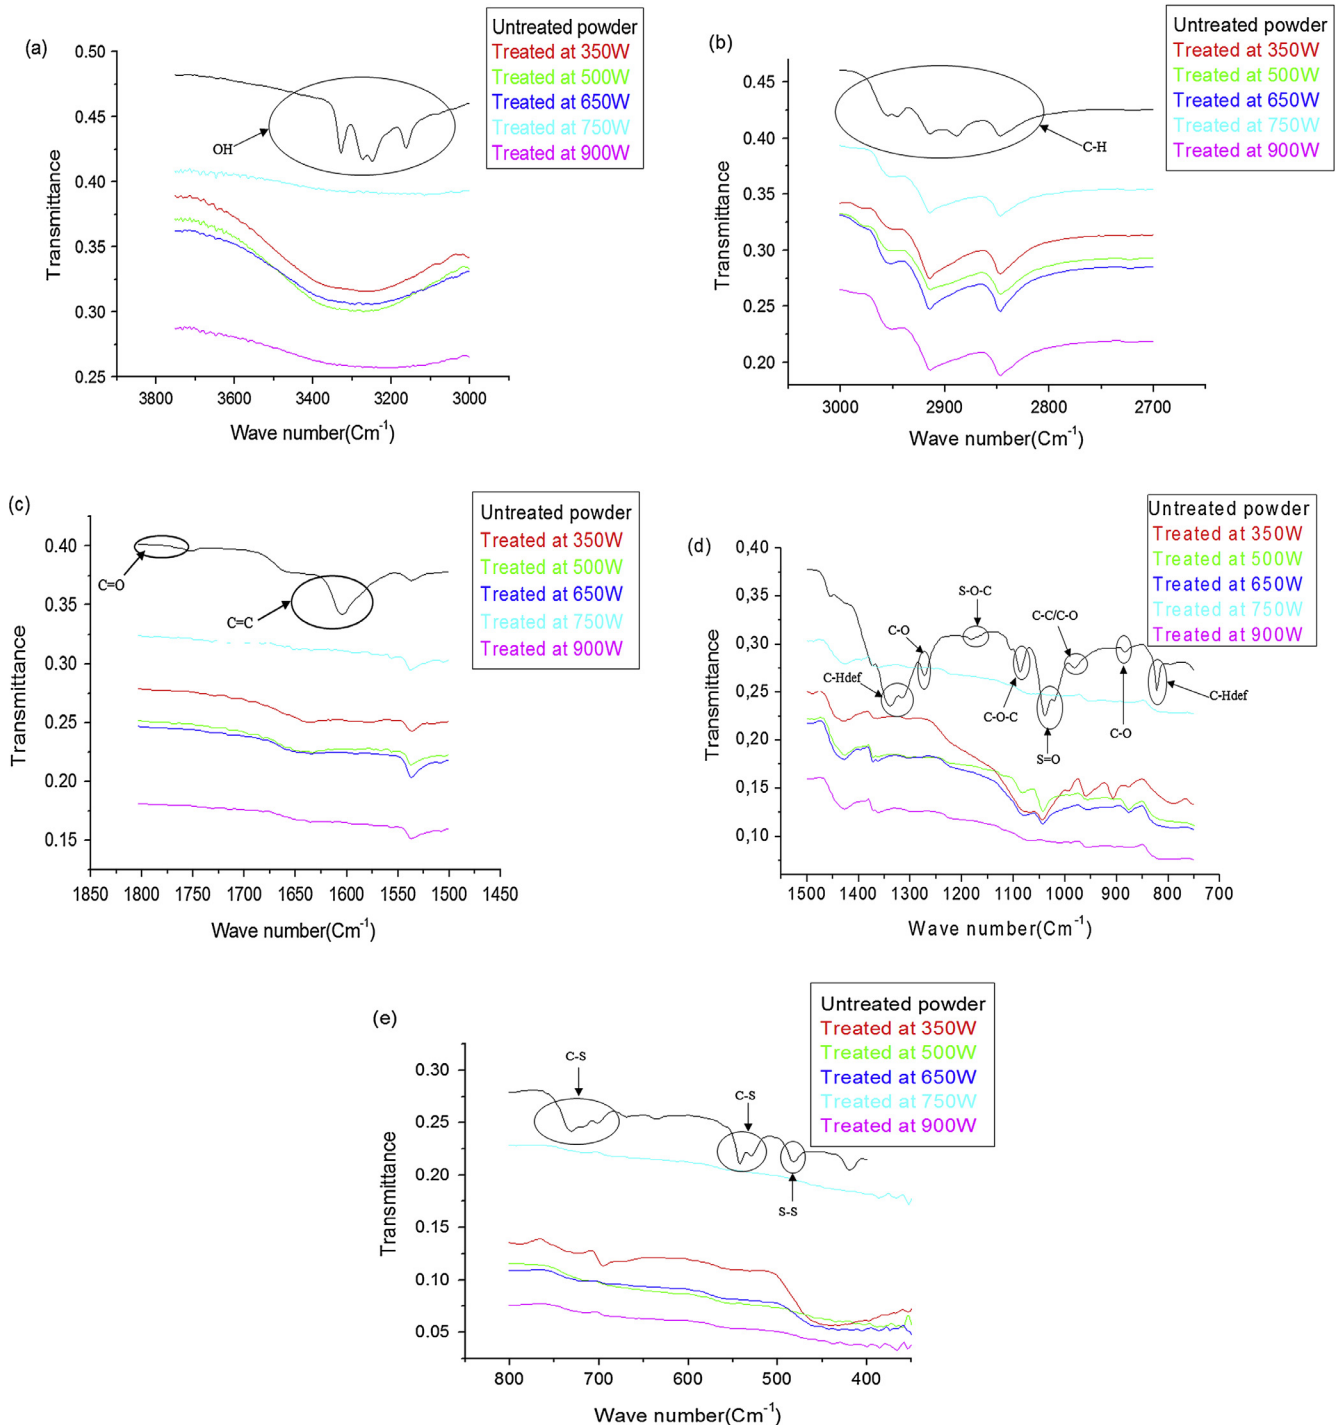 (a)
Untreated powder
Treated at 350W
Treated at 500W
Treated at 650W
Treated at 750W
Treated at 900W
0.50
0.45
0.40
0.35
0.30
0.25
Transmittance
OH
3800 3600 3400 3200 3000
Wave number(Cm-1)
(b)
Untreated powder
Treated at 350W
Treated at 500W
Treated at 650W
Treated at 750W
Treated at 900W
0.45
0.40
0.35
0.30
0.25
0.20
Transmittance
C-H
3000 2900 2800 2700
Wave number(Cm-1)
(c)
Untreated powder
Treated at 350W
Treated at 500W
Treated at 650W
Treated at 750W
Treated at 900W
0.40
0.35
0.30
0.25
0.20
0.15
Transmittance
C=O
C=C
1850 1800 1750 1700 1650 1600 1550 1500 1450
Wave number(Cm-1)
(d)
Untreated powder
Treated at 350W
Treated at 500W
Treated at 650W
Treated at 750W
Treated at 900W
0,40
0,35
0,30
0,25
0,20
0,15
0,10
Transmittance
S-O-C
C-O
C-C/C-O
C-Hdef
C-O-C
S=O
C-O
C-Hdef
1500 1400 1300 1200 1100 1000 900 800 700
Wave number(Cm-1)
(e)
Untreated powder
Treated at 350W
Treated at 500W
Treated at 650W
Treated at 750W
Treated at 900W
0.30
0.25
0.20
0.15
0.10
0.05
Transmittance
C-S
C-S
S-S
800 700 600 500 400
Wave number(Cm-1)